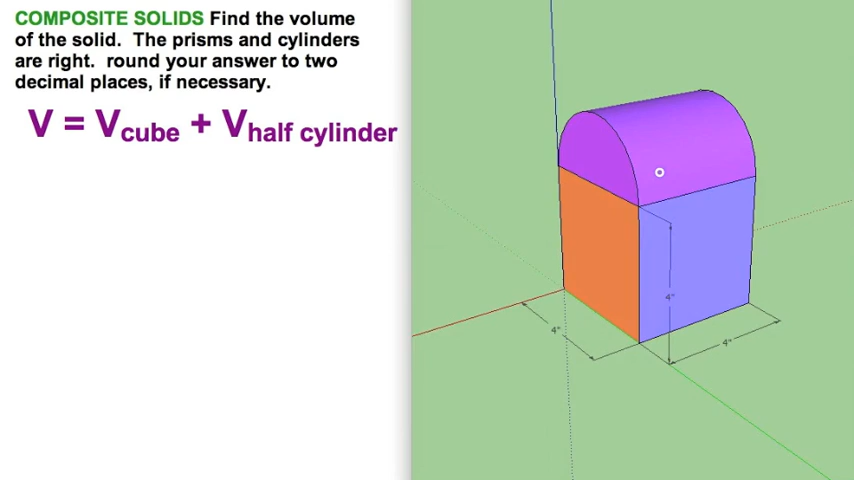 COMPOSITE SOLIDS Find the volume
of the solid. The prisms and cylinders
are right. round your answer to two
decimal places, if necessary.
V = Vcube + Vhalf cylinder
4"
4"
4"